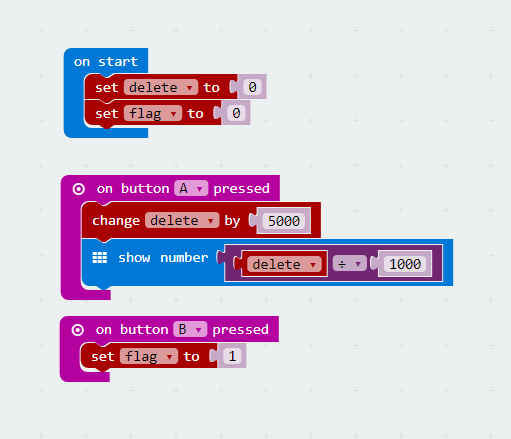 on start
set delete ▾ to 0
set flag ▾ to 0
on button A ▾ pressed
change delete ▾ by 5000
show number delete ▾ ÷ ▾ 1000
on button B ▾ pressed
set flag ▾ to 1